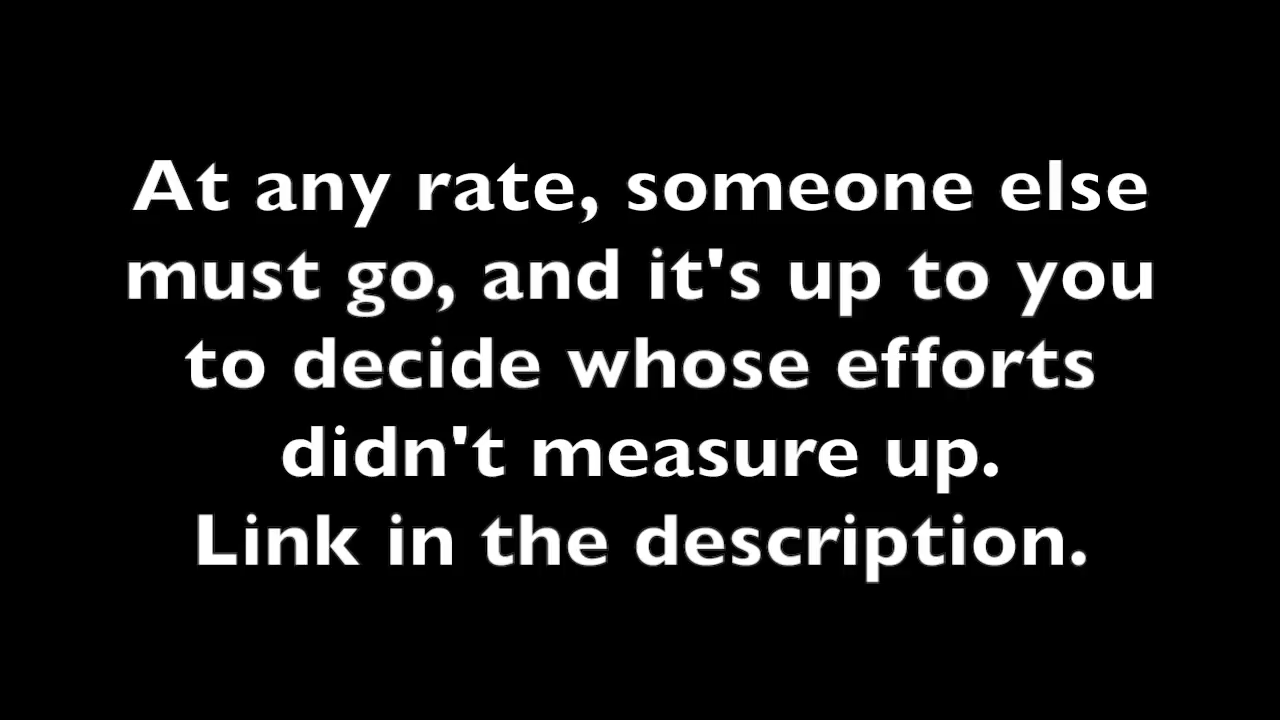 At any rate, someone else
must go, and it's up to you
to decide whose efforts
didn't measure up.
Link in the description.